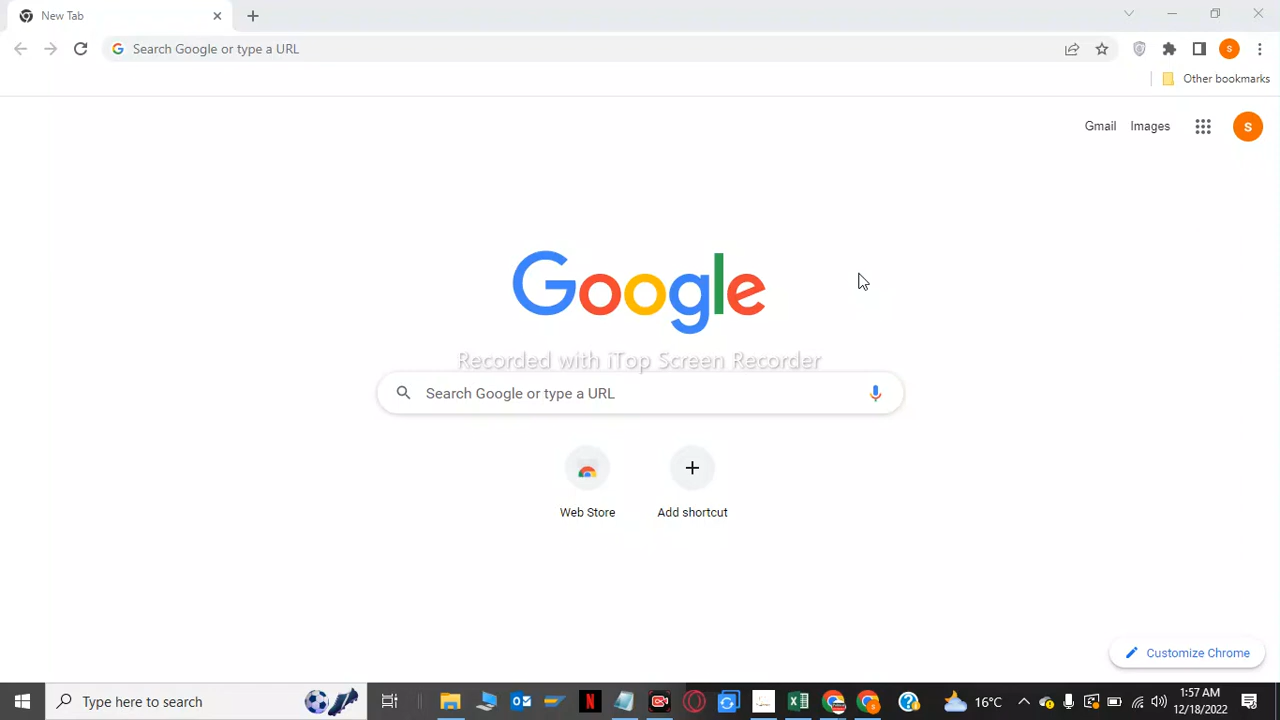 New Tab
Search Google or type a URL
S
Other bookmarks
Gmail
Images
S
Google
Recorded with iTop Screen Recorder
Search Google or type a URL
Web Store
Add shortcut
Customize Chrome
Type here to search
16°C
1:57 AM
12/18/2022